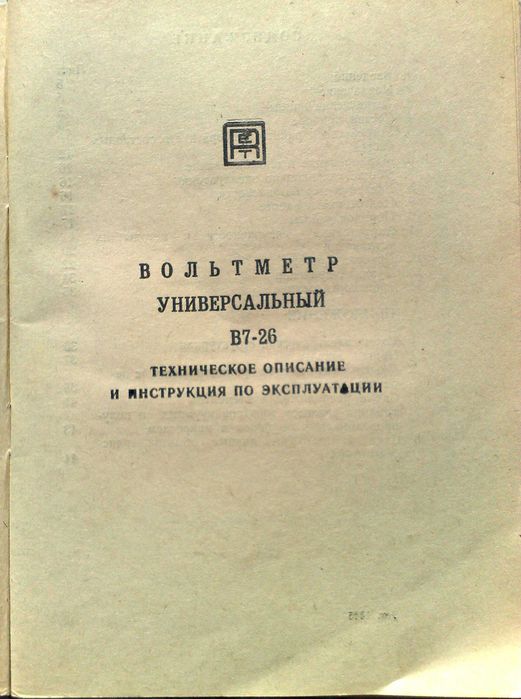 ВОЛЬТМЕТР
УНИВЕРСАЛЬНЫЙ
В7-26
ТЕХНИЧЕСКОЕ ОПИСАНИЕ
И ИНСТРУКЦИЯ ПО ЭКСПЛУАТАЦИИ